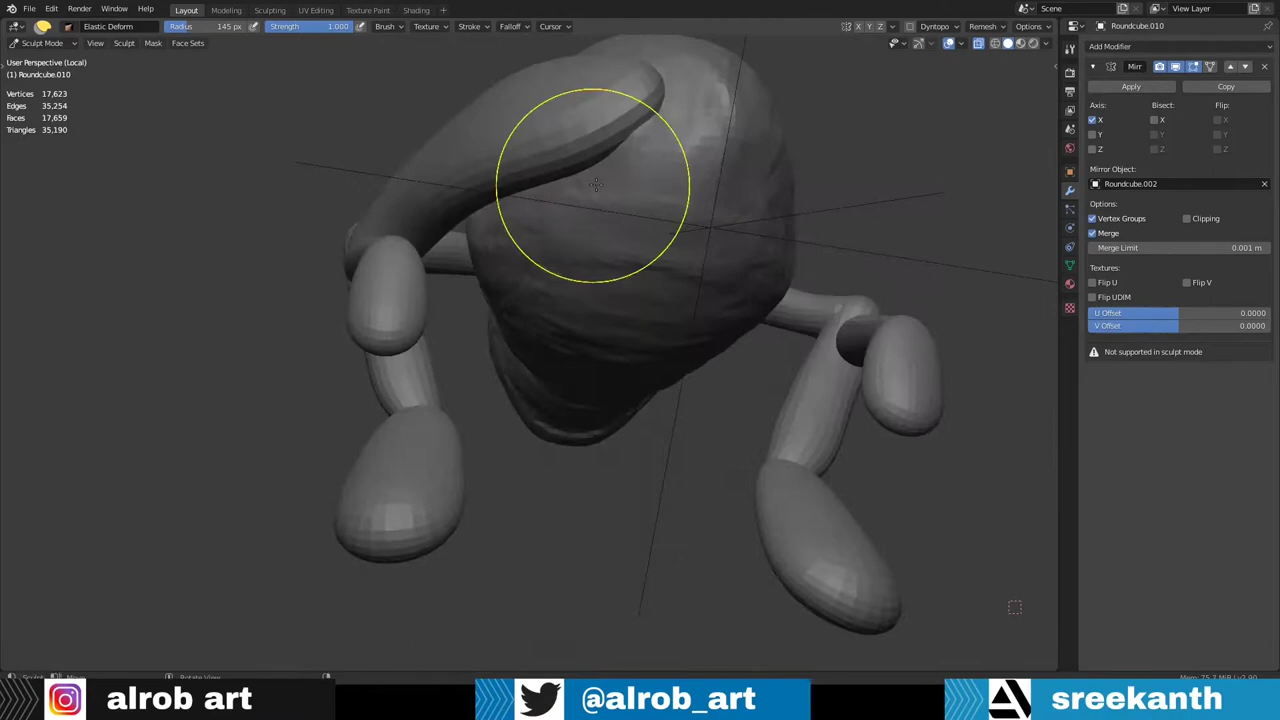 File Edit Render Window Help Layout Modeling Sculpting UV Editing Texture Paint Shading Scene View Layer
Elastic Deform Radius 145 px Strength 1.000 Brush Texture Stroke Falloff Cursor X Y Z Dyntopo Remesh Options Roundcube.010
Sculpt Mode View Sculpt Mask Face Sets Add Modifier
User Perspective (Local)
(1) Roundcube.010
Mirr
Vertices 17,623
Edges 35,254
Faces 17,659
Triangles 35,190
Apply Copy
Axis: Bisect: Flip:
X X X
Y Y Y
Z Z Z
Mirror Object:
Roundcube.002
Options:
Vertex Groups Clipping
Merge
Merge Limit 0.001 m
Textures:
Flip U Flip V
Flip UDIM
U Offset 0.0000
V Offset 0.0000
Not supported in sculpt mode
alrob art @alrob_art sreekanth